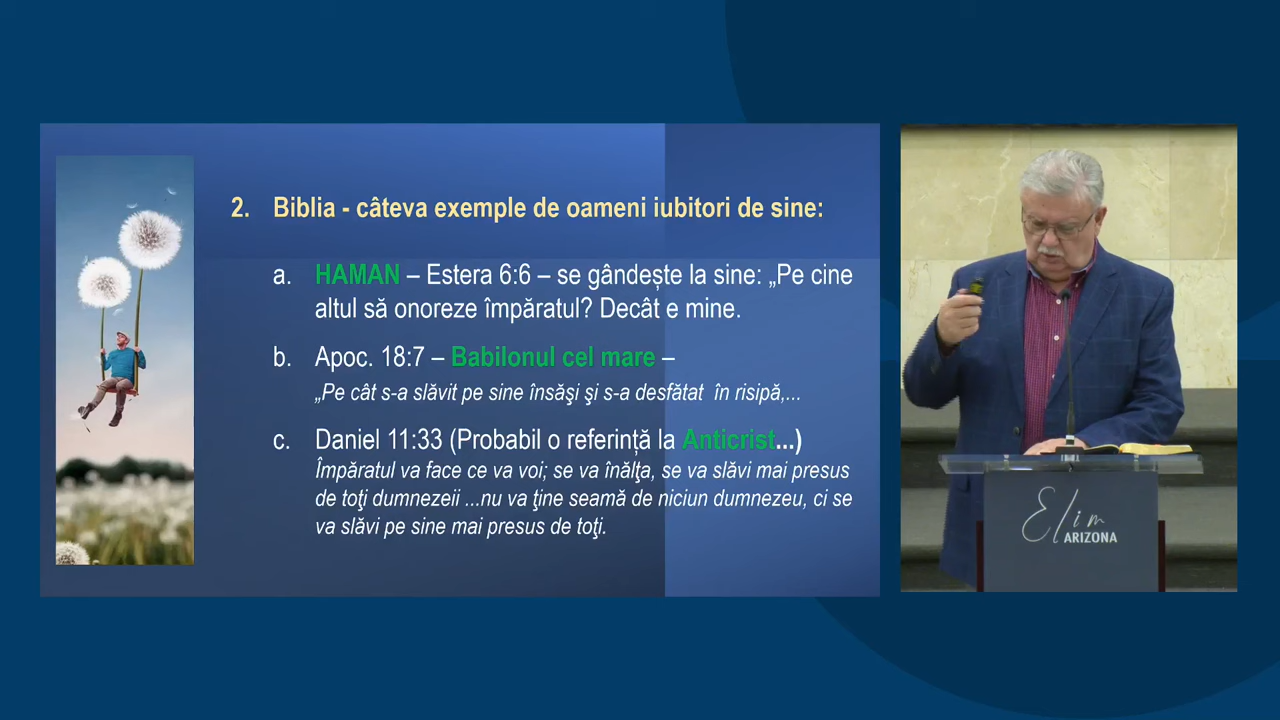 2. Biblia - câteva exemple de oameni iubitori de sine:
a. HAMAN – Estera 6:6 – se gândește la sine: „Pe cine
altul să onoreze împăratul? Decât e mine.
b. Apoc. 18:7 – Babilonul cel mare –
„Pe cât s-a slăvit pe sine însăşi şi s-a desfătat în risipă,...
c. Daniel 11:33 (Probabil o referință la Anticrist...)
Împăratul va face ce va voi; se va înălţa, se va slăvi mai presus
de toţi dumnezeii ...nu va ţine seamă de niciun dumnezeu, ci se
va slăvi pe sine mai presus de toţi.
Elim
ARIZONA